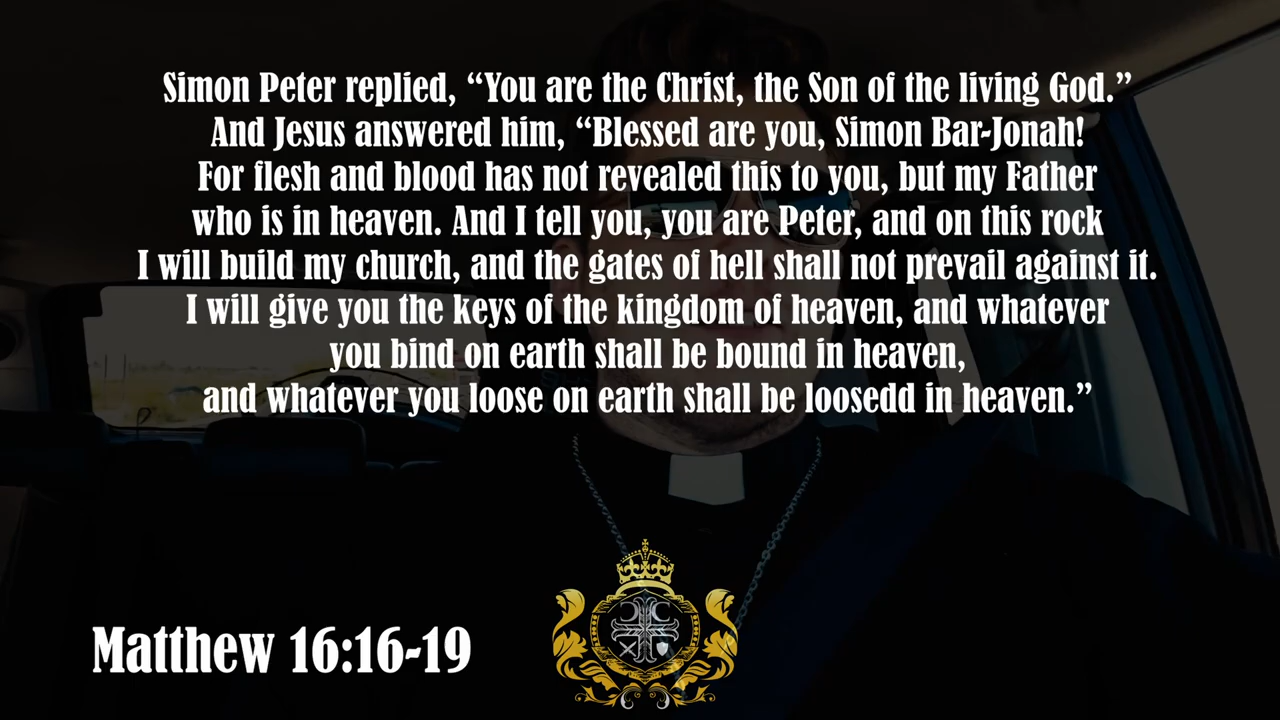 Simon Peter replied, “You are the Christ, the Son of the living God.”
And Jesus answered him, “Blessed are you, Simon Bar-Jonah!
For flesh and blood has not revealed this to you, but my Father
who is in heaven. And I tell you, you are Peter, and on this rock
I will build my church, and the gates of hell shall not prevail against it.
I will give you the keys of the kingdom of heaven, and whatever
you bind on earth shall be bound in heaven,
and whatever you loose on earth shall be loosedd in heaven.”
Matthew 16:16-19